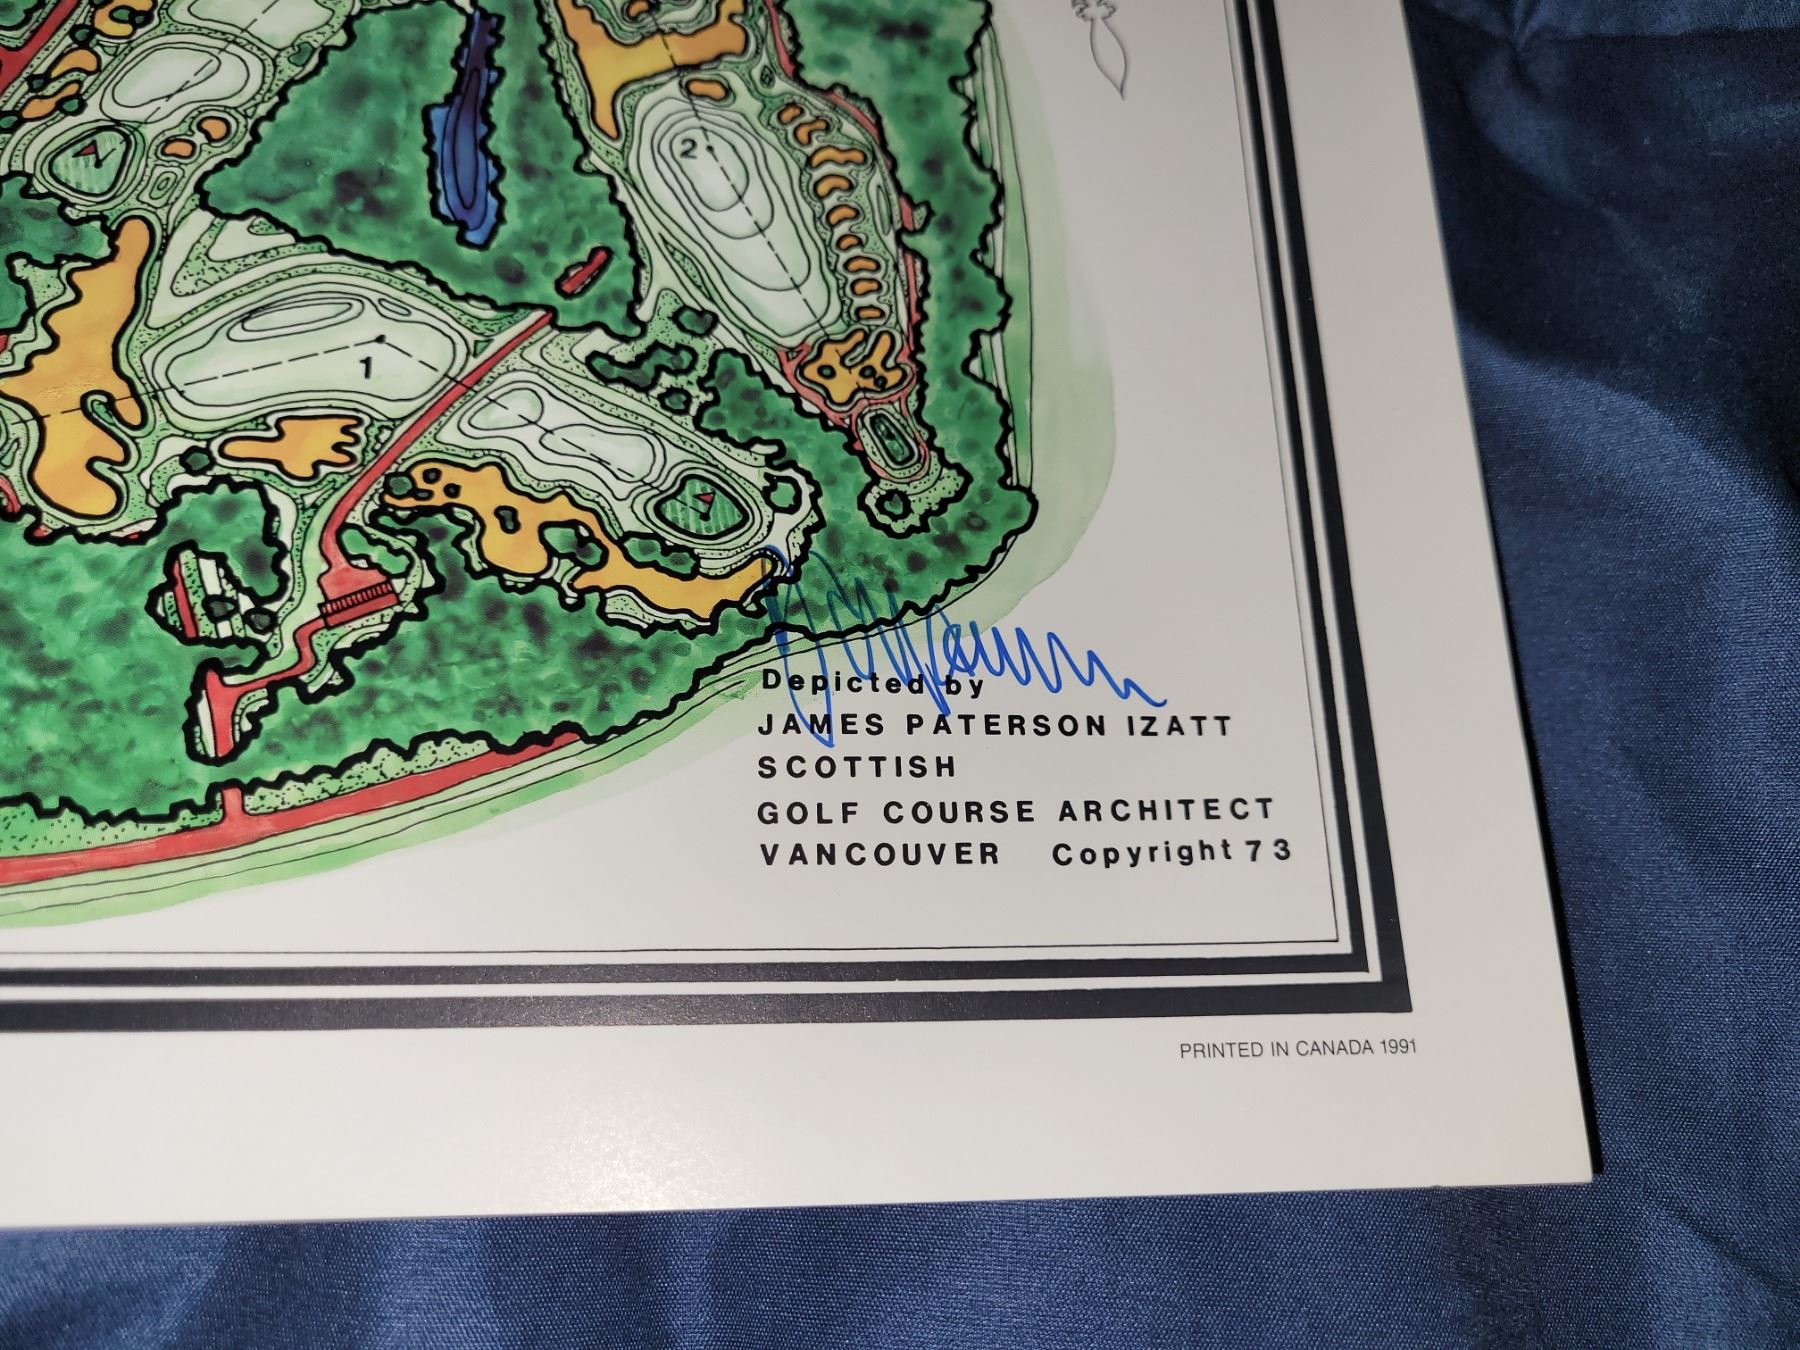 2
1
Depicted by
JAMES PATERSON IZATT
SCOTTISH
GOLF COURSE ARCHITECT
VANCOUVER Copyright 73
PRINTED IN CANADA 1991